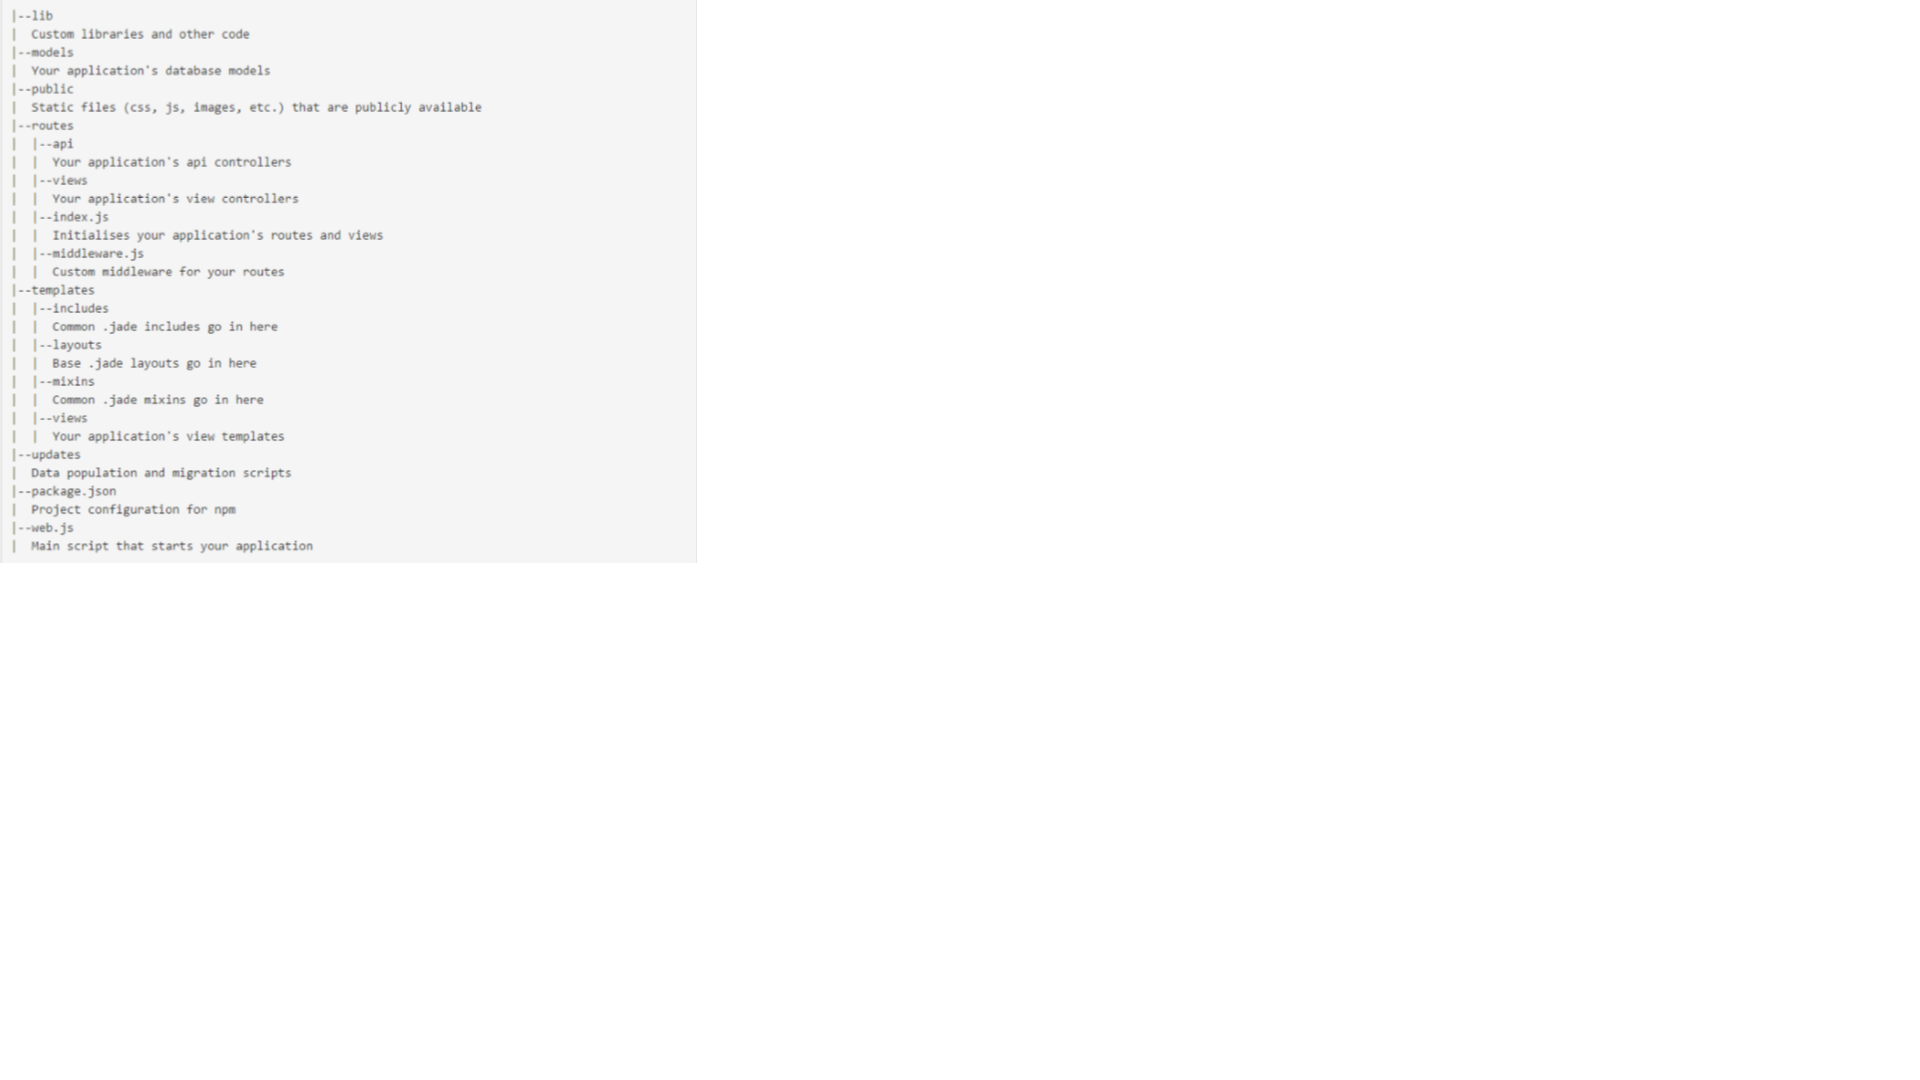 |--lib
|  Custom libraries and other code
|--models
|  Your application's database models
|--public
|  Static files (css, js, images, etc.) that are publicly available
|--routes
|  |--api
|  |  Your application's api controllers
|  |--views
|  |  Your application's view controllers
|  |--index.js
|  |  Initialises your application's routes and views
|  |--middleware.js
|  |  Custom middleware for your routes
|--templates
|  |--includes
|  |  Common .jade includes go in here
|  |--layouts
|  |  Base .jade layouts go in here
|  |--mixins
|  |  Common .jade mixins go in here
|  |--views
|  |  Your application's view templates
|--updates
|  Data population and migration scripts
|--package.json
|  Project configuration for npm
|--web.js
|  Main script that starts your application